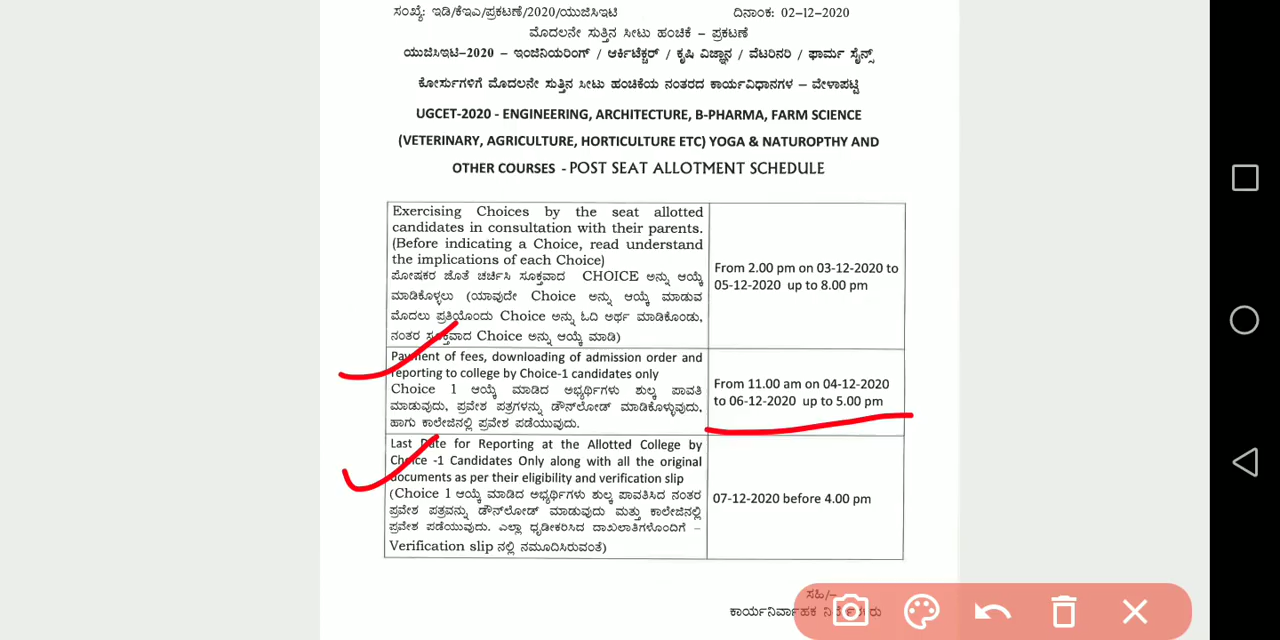 ಸಂಖ್ಯೆ: ಇಡಿ/ಕೆಇಎ/ಪ್ರಕಟಣೆ/2020/ಯುಜಿಸಿಇಟಿ ದಿನಾಂಕ: 02-12-2020
ಮೊದಲನೇ ಸುತ್ತಿನ ಸೀಟು ಹಂಚಿಕೆ – ಪ್ರಕಟಣೆ
ಯುಜಿಸಿಇಟಿ-2020 – ಇಂಜಿನಿಯರಿಂಗ್ / ಆರ್ಕಿಟೆಕ್ಚರ್ / ಕೃಷಿ ವಿಜ್ಞಾನ / ವೆಟರಿನರಿ / ಫಾರ್ಮ ಸೈನ್ಸ್
ಕೋರ್ಸುಗಳಿಗೆ ಮೊದಲನೇ ಸುತ್ತಿನ ಸೀಟು ಹಂಚಿಕೆಯ ನಂತರದ ಕಾರ್ಯವಿಧಾನಗಳ – ವೇಳಾಪಟ್ಟಿ
UGCET-2020 - ENGINEERING, ARCHITECTURE, B-PHARMA, FARM SCIENCE
(VETERINARY, AGRICULTURE, HORTICULTURE ETC) YOGA & NATUROPTHY AND
OTHER COURSES - POST SEAT ALLOTMENT SCHEDULE
Exercising Choices by the seat allotted
candidates in consultation with their parents.
(Before indicating a Choice, read understand
the implications of each Choice)
ಪೋಷಕರ ಜೊತೆ ಚರ್ಚಿಸಿ ಸೂಕ್ತವಾದ CHOICE ಅನ್ನು ಆಯ್ಕೆ
ಮಾಡಿಕೊಳ್ಳಲು (ಯಾವುದೇ Choice ಅನ್ನು ಆಯ್ಕೆ ಮಾಡುವ
ಮೊದಲು ಪ್ರತಿಯೊಂದು Choice ಅನ್ನು ಓದಿ ಅರ್ಥ ಮಾಡಿಕೊಂಡು,
ನಂತರ ಸೂಕ್ತವಾದ Choice ಅನ್ನು ಆಯ್ಕೆ ಮಾಡಿ)
From 2.00 pm on 03-12-2020 to
05-12-2020 up to 8.00 pm
Payment of fees, downloading of admission order and
reporting to college by Choice-1 candidates only
Choice 1 ಆಯ್ಕೆ ಮಾಡಿದ ಅಭ್ಯರ್ಥಿಗಳು ಶುಲ್ಕ ಪಾವತಿ
ಮಾಡುವುದು, ಪ್ರವೇಶ ಪತ್ರಗಳನ್ನು ಡೌನ್‌ಲೋಡ್ ಮಾಡಿಕೊಳ್ಳುವುದು,
ಹಾಗು ಕಾಲೇಜಿನಲ್ಲಿ ಪ್ರವೇಶ ಪಡೆಯುವುದು.
From 11.00 am on 04-12-2020
to 06-12-2020 up to 5.00 pm
Last Date for Reporting at the Allotted College by
Choice -1 Candidates Only along with all the original
documents as per their eligibility and verification slip
(Choice 1 ಆಯ್ಕೆ ಮಾಡಿದ ಅಭ್ಯರ್ಥಿಗಳು ಶುಲ್ಕ ಪಾವತಿಸಿದ ನಂತರ
ಪ್ರವೇಶ ಪತ್ರವನ್ನು ಡೌನ್‌ಲೋಡ್ ಮಾಡುವುದು ಮತ್ತು ಕಾಲೇಜಿನಲ್ಲಿ
ಪ್ರವೇಶ ಪಡೆಯುವುದು. ಎಲ್ಲಾ ಧೃಡೀಕರಿಸಿದ ದಾಖಲಾತಿಗಳೊಂದಿಗೆ –
Verification slip ನಲ್ಲಿ ನಮೂದಿಸಿರುವಂತೆ)
07-12-2020 before 4.00 pm
ಸಹಿ/-
ಕಾರ್ಯನಿರ್ವಾಹಕ